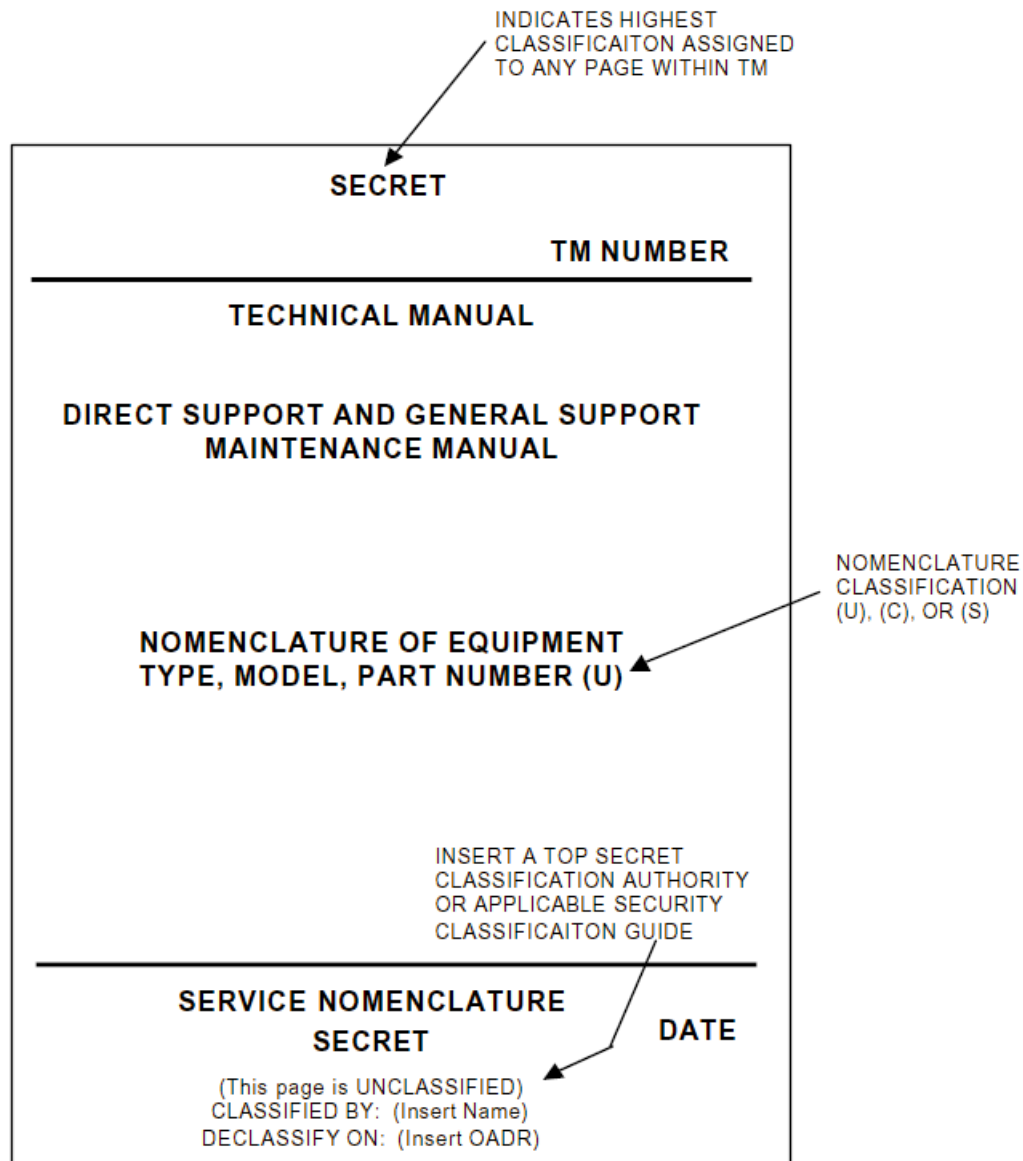 INDICATES HIGHEST
CLASSIFICAITON ASSIGNED
TO ANY PAGE WITHIN TM
SECRET
TM NUMBER
TECHNICAL MANUAL
DIRECT SUPPORT AND GENERAL SUPPORT
MAINTENANCE MANUAL
NOMENCLATURE
CLASSIFICATION
(U), (C), OR (S)
NOMENCLATURE OF EQUIPMENT
TYPE, MODEL, PART NUMBER (U)
INSERT A TOP SECRET
CLASSIFICATION AUTHORITY
OR APPLICABLE SECURITY
CLASSIFICAITON GUIDE
SERVICE NOMENCLATURE
SECRET
DATE
(This page is UNCLASSIFIED)
CLASSIFIED BY: (Insert Name)
DECLASSIFY ON: (Insert OADR)